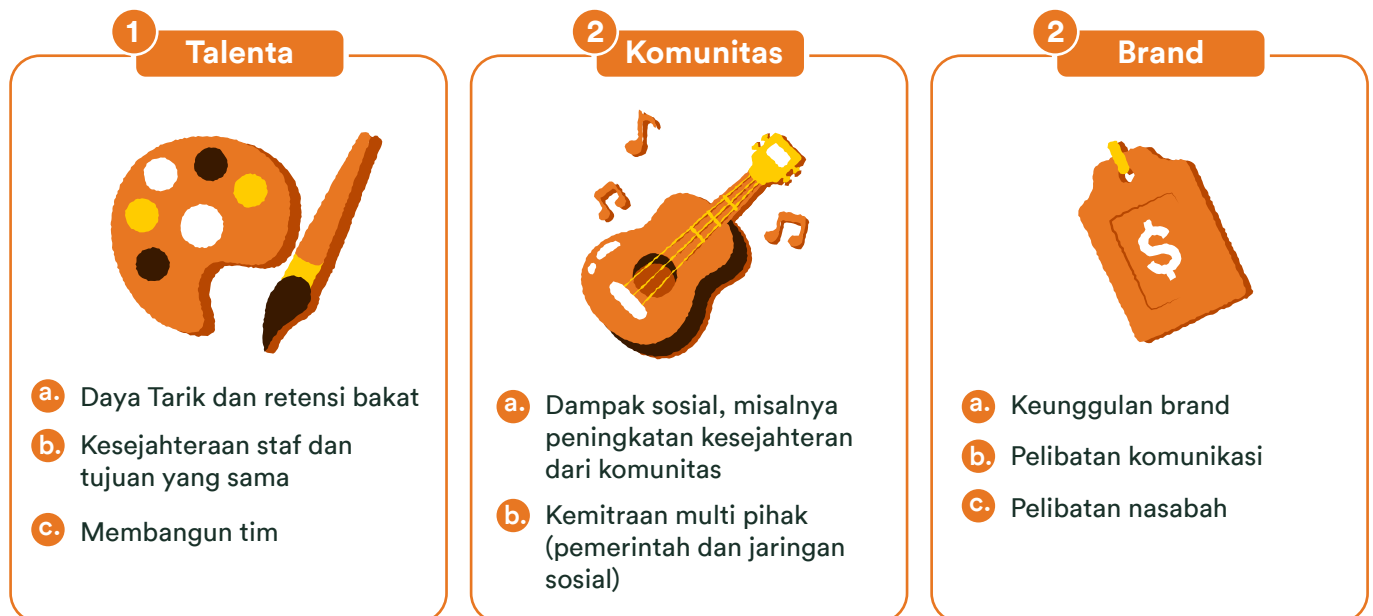 1
Talenta
a. Daya Tarik dan retensi bakat
b. Kesejahteraan staf dan
tujuan yang sama
c. Membangun tim
2
Komunitas
a. Dampak sosial, misalnya
peningkatan kesejahteran
dari komunitas
b. Kemitraan multi pihak
(pemerintah dan jaringan
sosial)
2
Brand
$
a. Keunggulan brand
b. Pelibatan komunikasi
c. Pelibatan nasabah